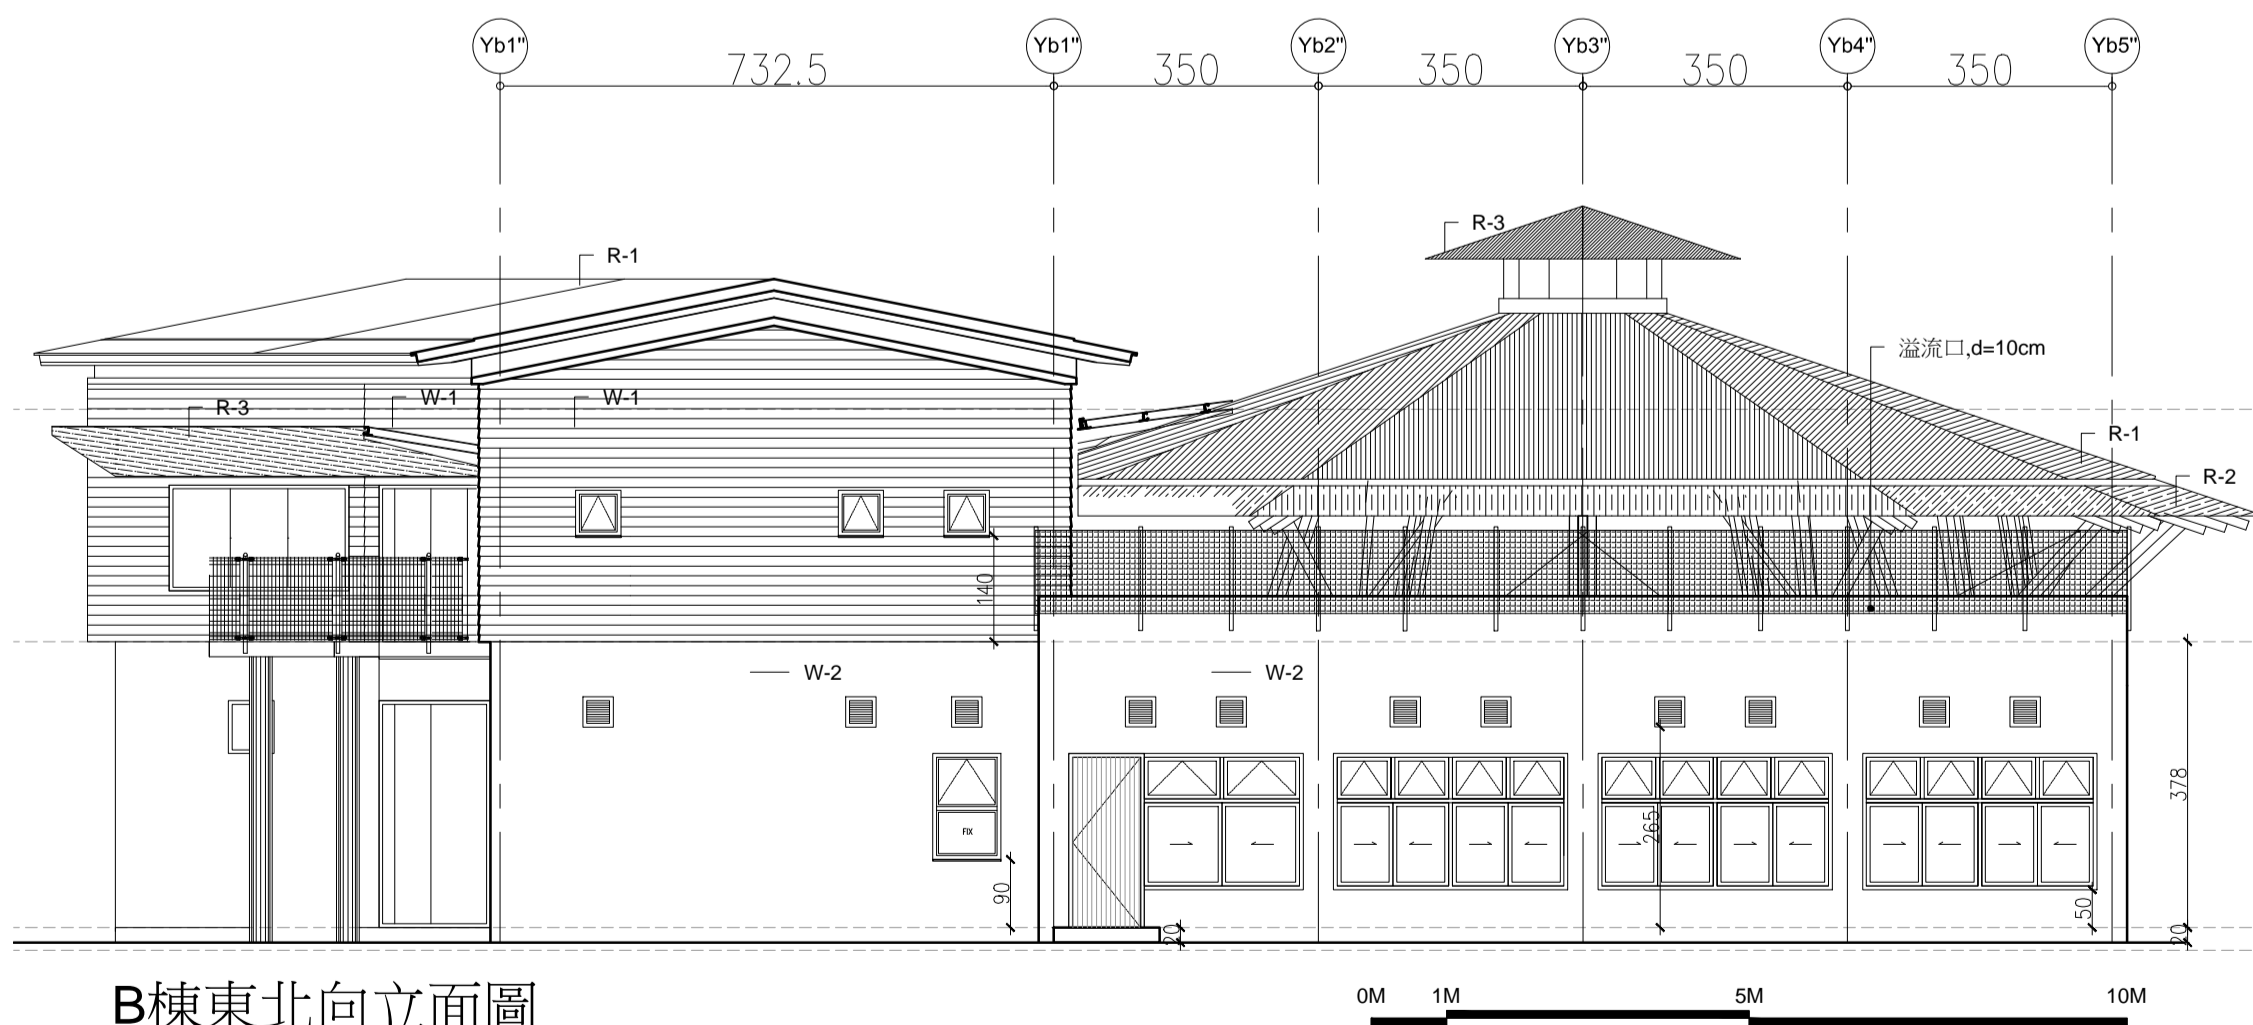 Yb1" Yb1" Yb2" Yb3" Yb4" Yb5"
732.5 350 350 350 350
R-3
R-1
溢流口,d=10cm
W-1 W-1
R-3
R-1
R-2
140
W-2 W-2
378
265
FIX
90
50
20 20
B棟東北向立面圖
0M 1M 5M 10M